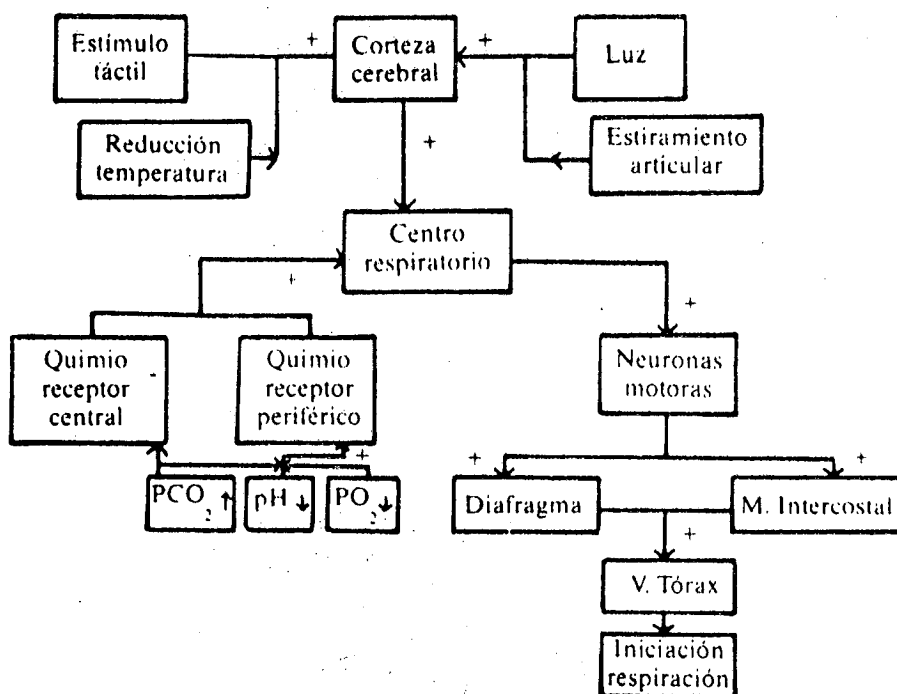 Estímulo
táctil
+
Corteza
cerebral
+
Luz
Reducción
temperatura
+
Estiramiento
articular
Centro
respiratorio
+
+
Quimio
receptor
central
Quimio
receptor
periférico
Neuronas
motoras
+
PCO₂ ↑
pH ↓
PO₂ ↓
+
+
Diafragma
M. Intercostal
+
V. Tórax
Iniciación
respiración